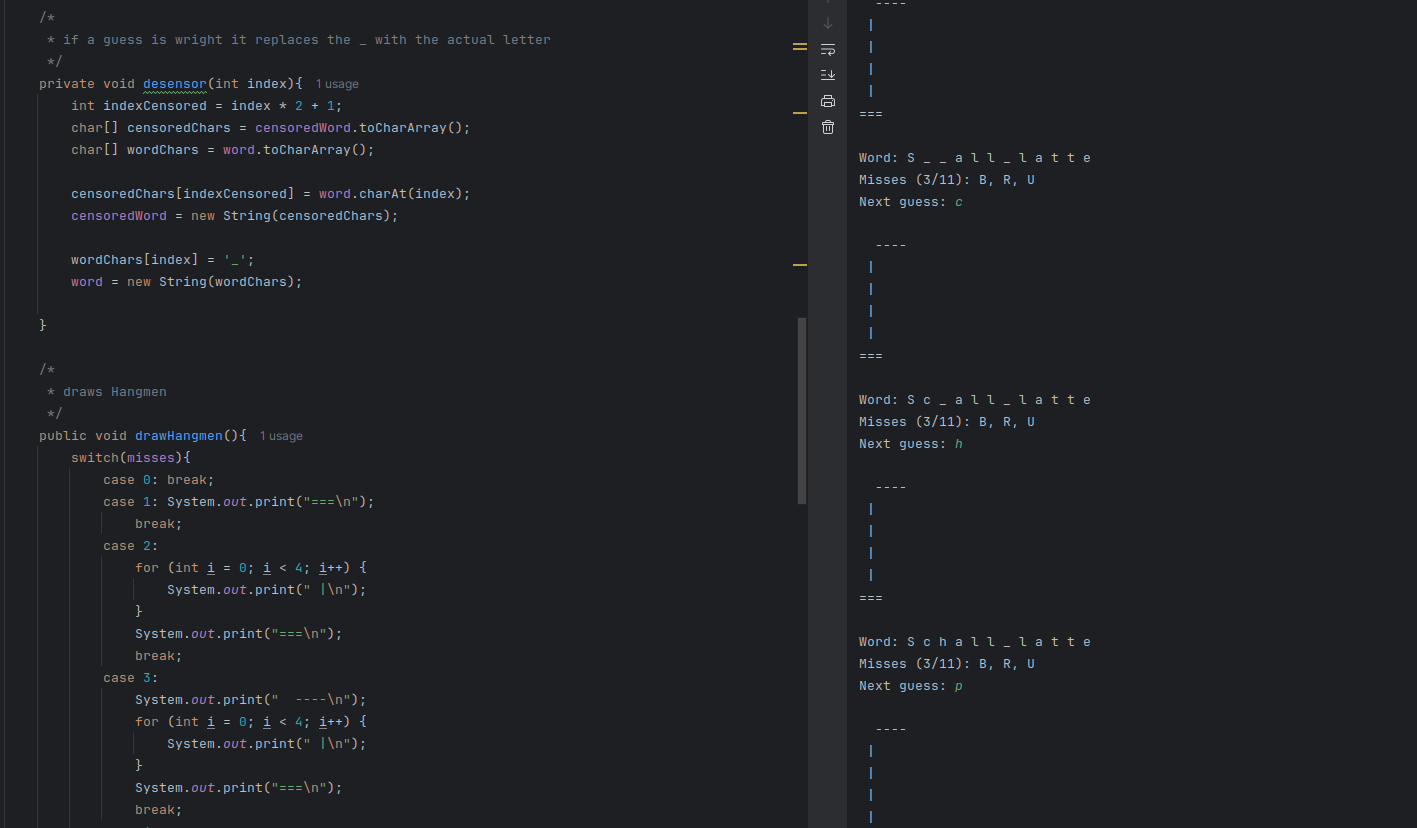 /*
 * if a guess is wright it replaces the _ with the actual letter
 */
private void desensor(int index){ 1 usage
    int indexCensored = index * 2 + 1;
    char[] censoredChars = censoredWord.toCharArray();
    char[] wordChars = word.toCharArray();

    censoredChars[indexCensored] = word.charAt(index);
    censoredWord = new String(censoredChars);

    wordChars[index] = '_';
    word = new String(wordChars);

}

/*
 * draws Hangmen
 */
public void drawHangmen(){ 1 usage
    switch(misses){
        case 0: break;
        case 1: System.out.print("===\n");
            break;
        case 2:
            for (int i = 0; i < 4; i++) {
                System.out.print(" |\n");
            }
            System.out.print("===\n");
            break;
        case 3:
            System.out.print("  ----\n");
            for (int i = 0; i < 4; i++) {
                System.out.print(" |\n");
            }
            System.out.print("===\n");
            break;
  ----
 |
 |
 |
 |
===

Word: S _ _ a l l _ l a t t e
Misses (3/11): B, R, U
Next guess: c

  ----
 |
 |
 |
 |
===

Word: S c _ a l l _ l a t t e
Misses (3/11): B, R, U
Next guess: h

  ----
 |
 |
 |
 |
===

Word: S c h a l l _ l a t t e
Misses (3/11): B, R, U
Next guess: p

  ----
 |
 |
 |
 |